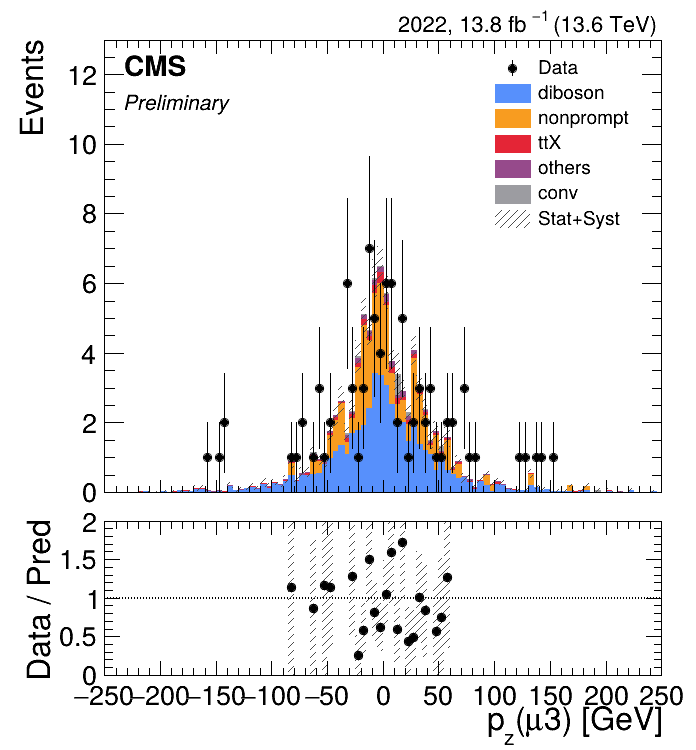 2022, 13.8 fb⁻¹ (13.6 TeV)
CMS
Preliminary
Events
Data
diboson
nonprompt
ttX
others
conv
Stat+Syst
12
10
8
6
4
2
0
Data / Pred
2
1.5
1
0.5
0
−250 −200 −150 −100 −50 0 50 100 150 200 250
p_z(μ3) [GeV]